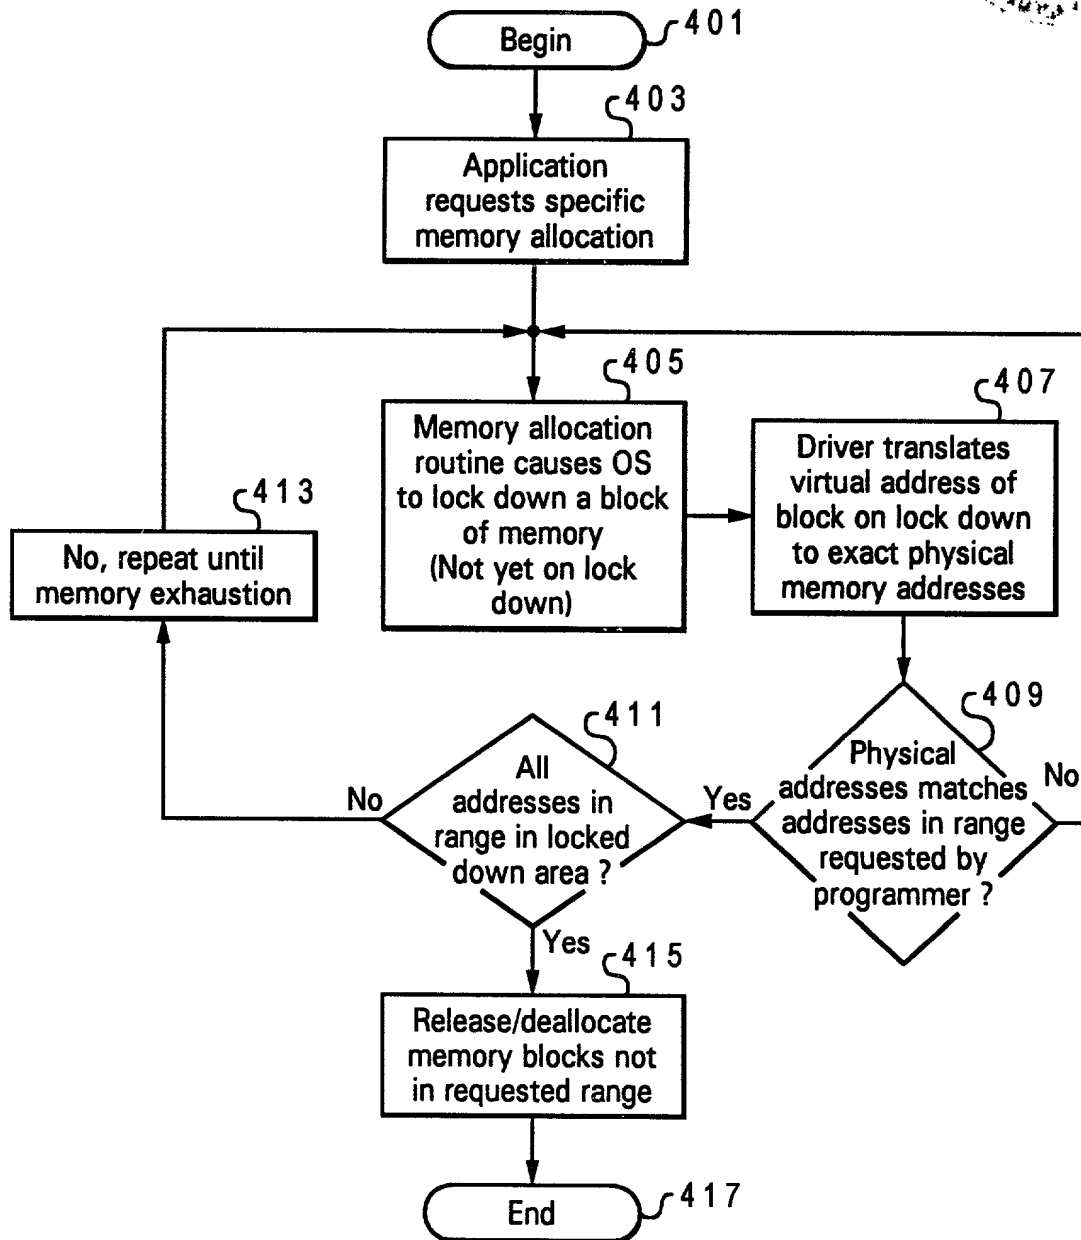 Begin
401
403
Application
requests specific
memory allocation
405
Memory allocation
routine causes OS
to lock down a block
of memory
(Not yet on lock
down)
407
Driver translates
virtual address of
block on lock down
to exact physical
memory addresses
413
No, repeat until
memory exhaustion
409
Physical
addresses matches
addresses in range
requested by
programmer ?
No
Yes
411
All
addresses in
range in locked
down area ?
No
Yes
415
Release/deallocate
memory blocks not
in requested range
End
417